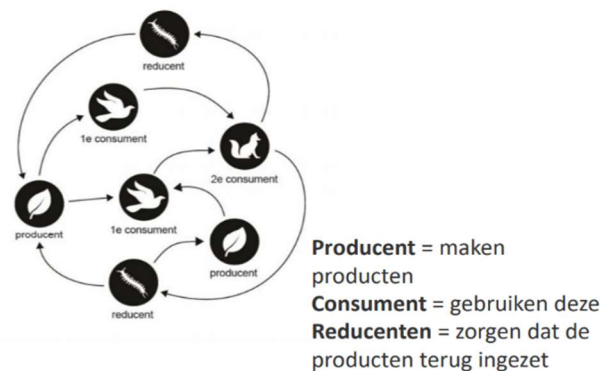 reducent
1e consument
2e consument
producent
1e consument
producent
reducent
Producent = maken
producten
Consument = gebruiken deze
Reducenten = zorgen dat de
producten terug ingezet